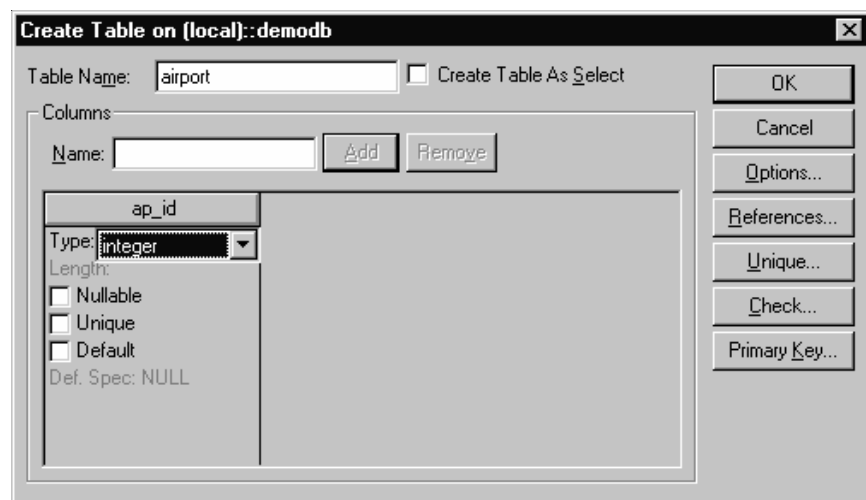 Create Table on (local)::demodb
Table Name: airport Create Table As Select
OK
Columns
Cancel
Name: Add Remove
Options...
ap_id
References...
Type: integer
Length:
Unique...
Nullable
Check...
Unique
Default
Primary Key...
Def. Spec: NULL